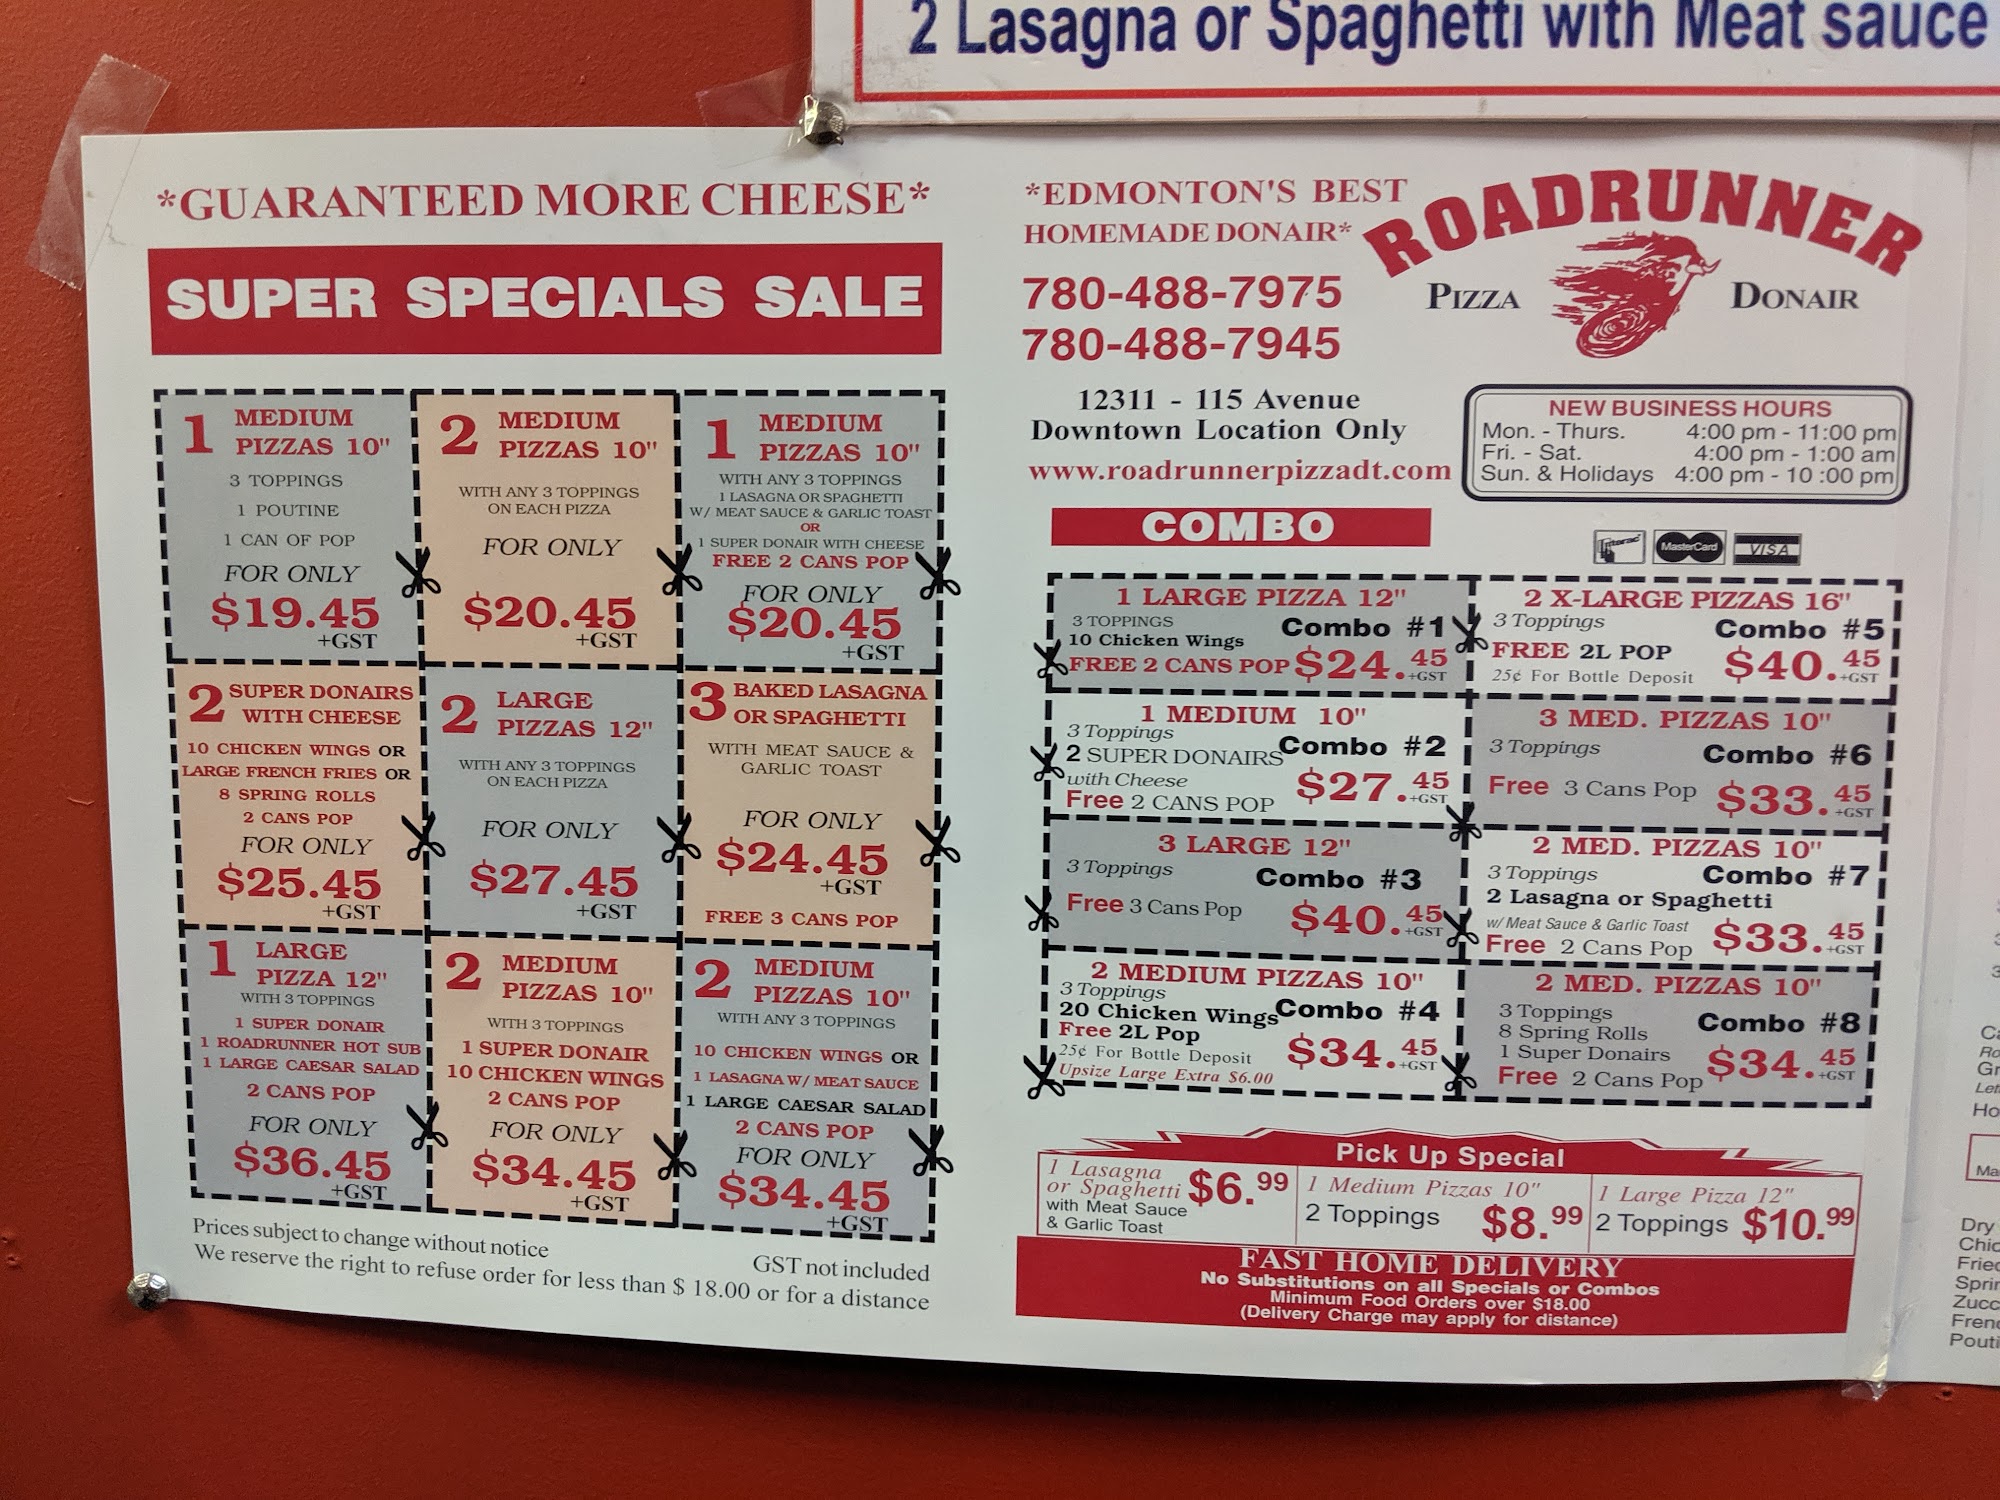 2 Lasagna or Spaghetti with Meat sauce
*GUARANTEED MORE CHEESE*
SUPER SPECIALS SALE
1 MEDIUM
PIZZAS 10"
3 TOPPINGS
1 POUTINE
1 CAN OF POP
FOR ONLY
$19.45
+GST
2 MEDIUM
PIZZAS 10"
WITH ANY 3 TOPPINGS
ON EACH PIZZA
FOR ONLY
$20.45
+GST
1 MEDIUM
PIZZAS 10"
WITH ANY 3 TOPPINGS
1 LASAGNA OR SPAGHETTI
W/ MEAT SAUCE & GARLIC TOAST
OR
1 SUPER DONAIR WITH CHEESE
FREE 2 CANS POP
FOR ONLY
$20.45
+GST
2 SUPER DONAIRS
WITH CHEESE
10 CHICKEN WINGS OR
LARGE FRENCH FRIES OR
8 SPRING ROLLS
2 CANS POP
FOR ONLY
$25.45
+GST
2 LARGE
PIZZAS 12"
WITH ANY 3 TOPPINGS
ON EACH PIZZA
FOR ONLY
$27.45
+GST
3 BAKED LASAGNA
OR SPAGHETTI
WITH MEAT SAUCE &
GARLIC TOAST
FOR ONLY
$24.45
+GST
FREE 3 CANS POP
1 LARGE
PIZZA 12"
WITH 3 TOPPINGS
1 SUPER DONAIR
1 ROADRUNNER HOT SUB
1 LARGE CAESAR SALAD
2 CANS POP
FOR ONLY
$36.45
+GST
2 MEDIUM
PIZZAS 10"
WITH 3 TOPPINGS
1 SUPER DONAIR
10 CHICKEN WINGS
2 CANS POP
FOR ONLY
$34.45
+GST
2 MEDIUM
PIZZAS 10"
WITH ANY 3 TOPPINGS
10 CHICKEN WINGS OR
1 LASAGNA W/ MEAT SAUCE
1 LARGE CAESAR SALAD
2 CANS POP
FOR ONLY
$34.45
+GST
Prices subject to change without notice
GST not included
We reserve the right to refuse order for less than $ 18.00 or for a distance
*EDMONTON'S BEST
HOMEMADE DONAIR*
780-488-7975
780-488-7945
ROADRUNNER
PIZZA DONAIR
12311 - 115 Avenue
Downtown Location Only
www.roadrunnerpizzadt.com
NEW BUSINESS HOURS
Mon. - Thurs. 4:00 pm - 11:00 pm
Fri. - Sat. 4:00 pm - 1:00 am
Sun. & Holidays 4:00 pm - 10 :00 pm
COMBO
Interac MasterCard VISA
1 LARGE PIZZA 12"
3 TOPPINGS
Combo #1
10 Chicken Wings
FREE 2 CANS POP $24.45
+GST
2 X-LARGE PIZZAS 16"
3 Toppings
Combo #5
FREE 2L POP
25¢ For Bottle Deposit
$40.45
+GST
1 MEDIUM 10"
3 Toppings
Combo #2
2 SUPER DONAIRS
with Cheese
Free 2 CANS POP
$27.45
+GST
3 MED. PIZZAS 10"
3 Toppings
Combo #6
Free 3 Cans Pop $33.45
+GST
3 LARGE 12"
3 Toppings
Combo #3
Free 3 Cans Pop $40.45
+GST
2 MED. PIZZAS 10"
3 Toppings
Combo #7
2 Lasagna or Spaghetti
w/ Meat Sauce & Garlic Toast
Free 2 Cans Pop
$33.45
+GST
2 MEDIUM PIZZAS 10"
3 Toppings
20 Chicken Wings Combo #4
Free 2L Pop
25¢ For Bottle Deposit
$34.45
+GST
Upsize Large Extra $6.00
2 MED. PIZZAS 10"
3 Toppings
Combo #8
8 Spring Rolls
1 Super Donairs
Free 2 Cans Pop
$34.45
+GST
Pick Up Special
1 Lasagna
or Spaghetti
with Meat Sauce
& Garlic Toast
$6.99
1 Medium Pizzas 10"
2 Toppings $8.99
1 Large Pizza 12"
2 Toppings $10.99
FAST HOME DELIVERY
No Substitutions on all Specials or Combos
Minimum Food Orders over $18.00
(Delivery Charge may apply for distance)
Dry